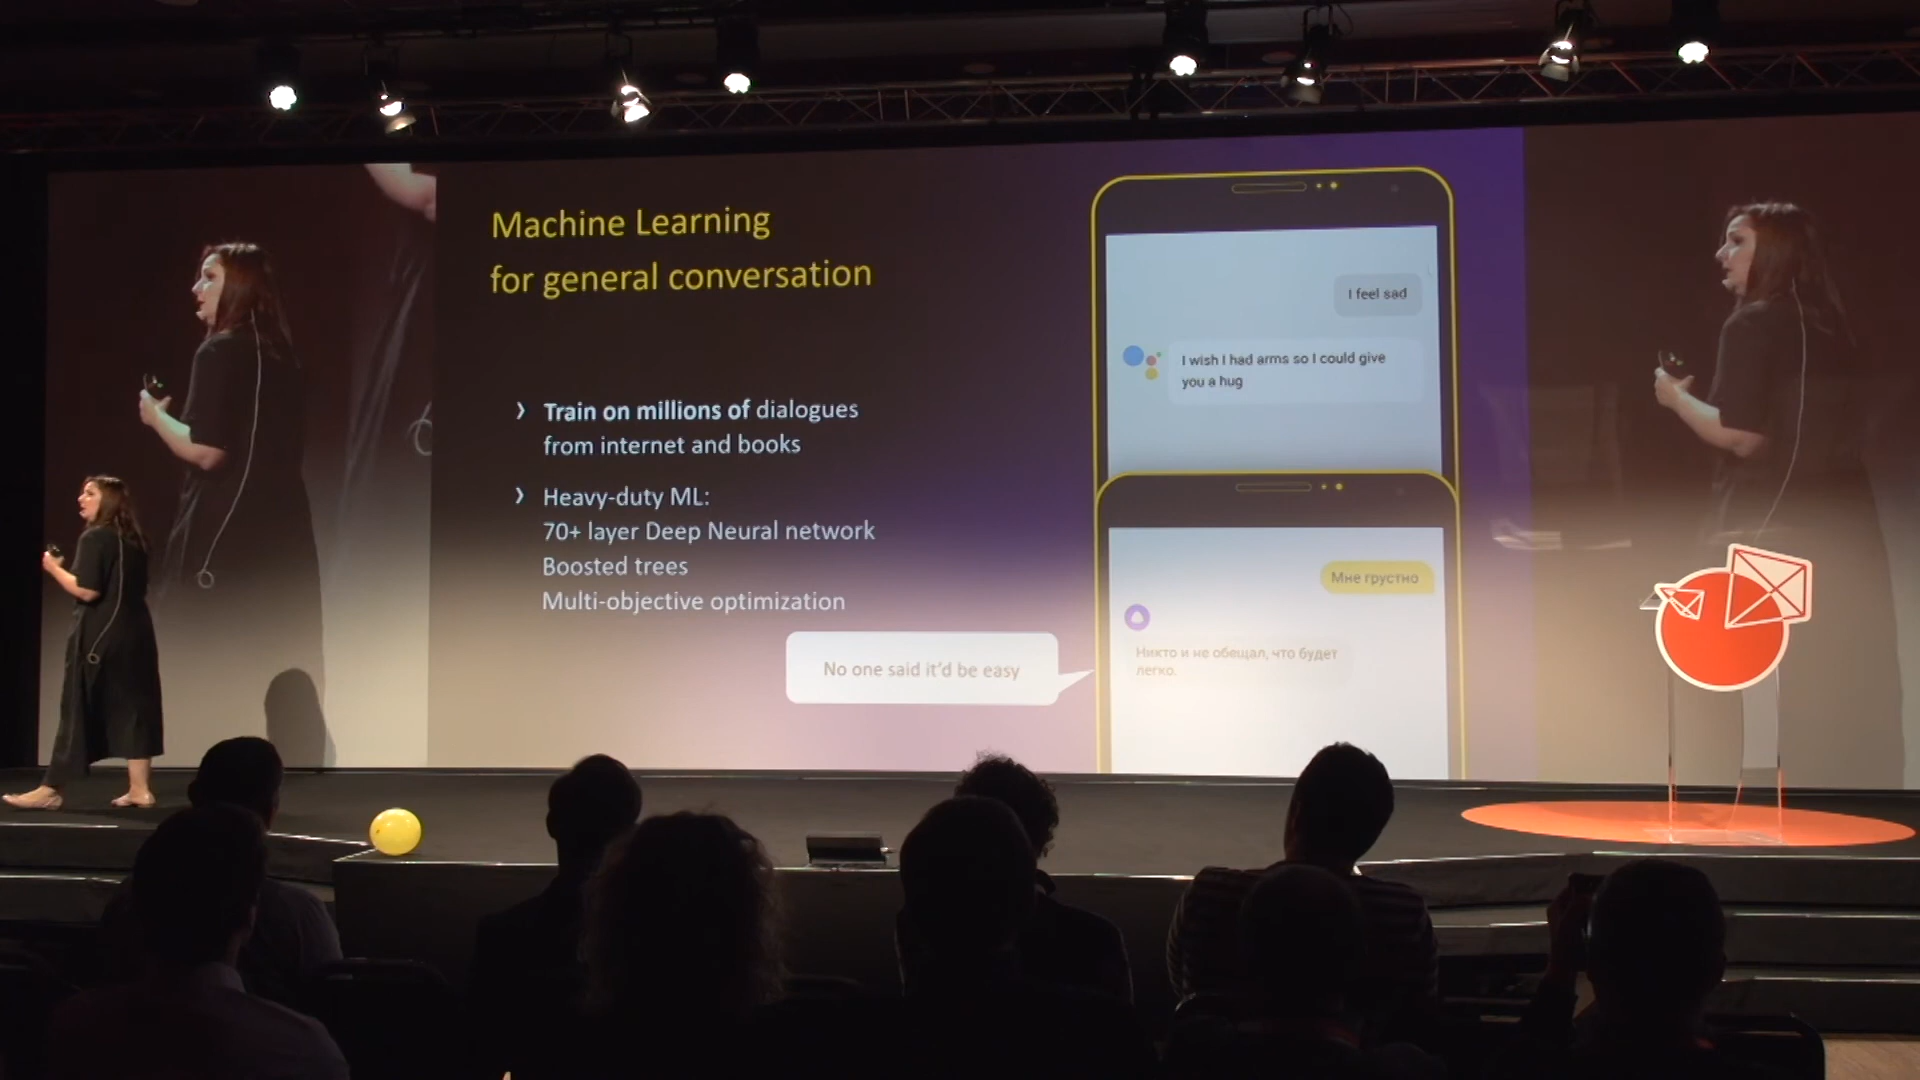 Machine Learning
for general conversation
› Train on millions of dialogues
from internet and books
› Heavy-duty ML:
70+ layer Deep Neural network
Boosted trees
Multi-objective optimization
No one said it'd be easy
I feel sad
I wish I had arms so I could give
you a hug
Мне грустно
Никто и не обещал, что будет
легко.